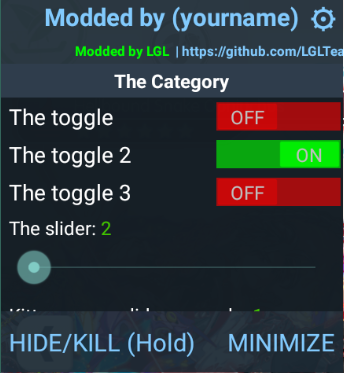 Modded by (yourname)
Modded by LGL | https://github.com/LGLTea
The Category
The toggle OFF
The toggle 2 ON
The toggle 3 OFF
The slider: 2
HIDE/KILL (Hold) MINIMIZE